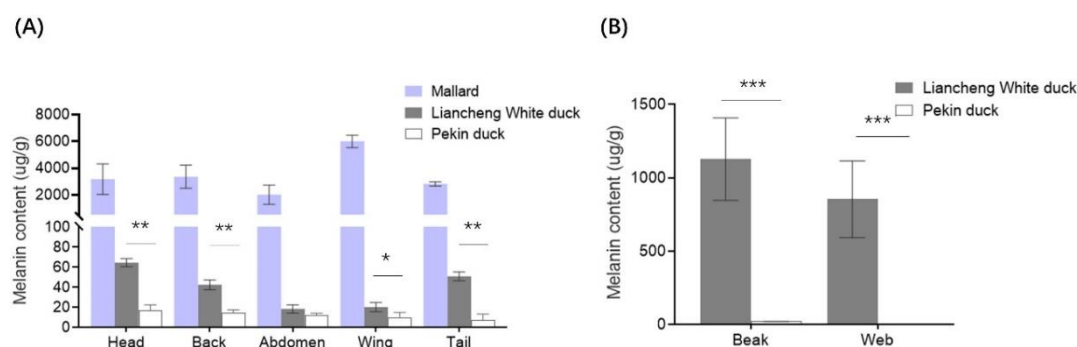 (A)
(B)
Mallard
Liancheng White duck
Pekin duck
Melanin content (ug/g)
8000
6000
4000
2000
100
80
60
40
20
0
**
**
*
**
Head
Back
Abdomen
Wing
Tail
Liancheng White duck
Pekin duck
Melanin content (ug/g)
1500
1000
500
0
***
***
Beak
Web